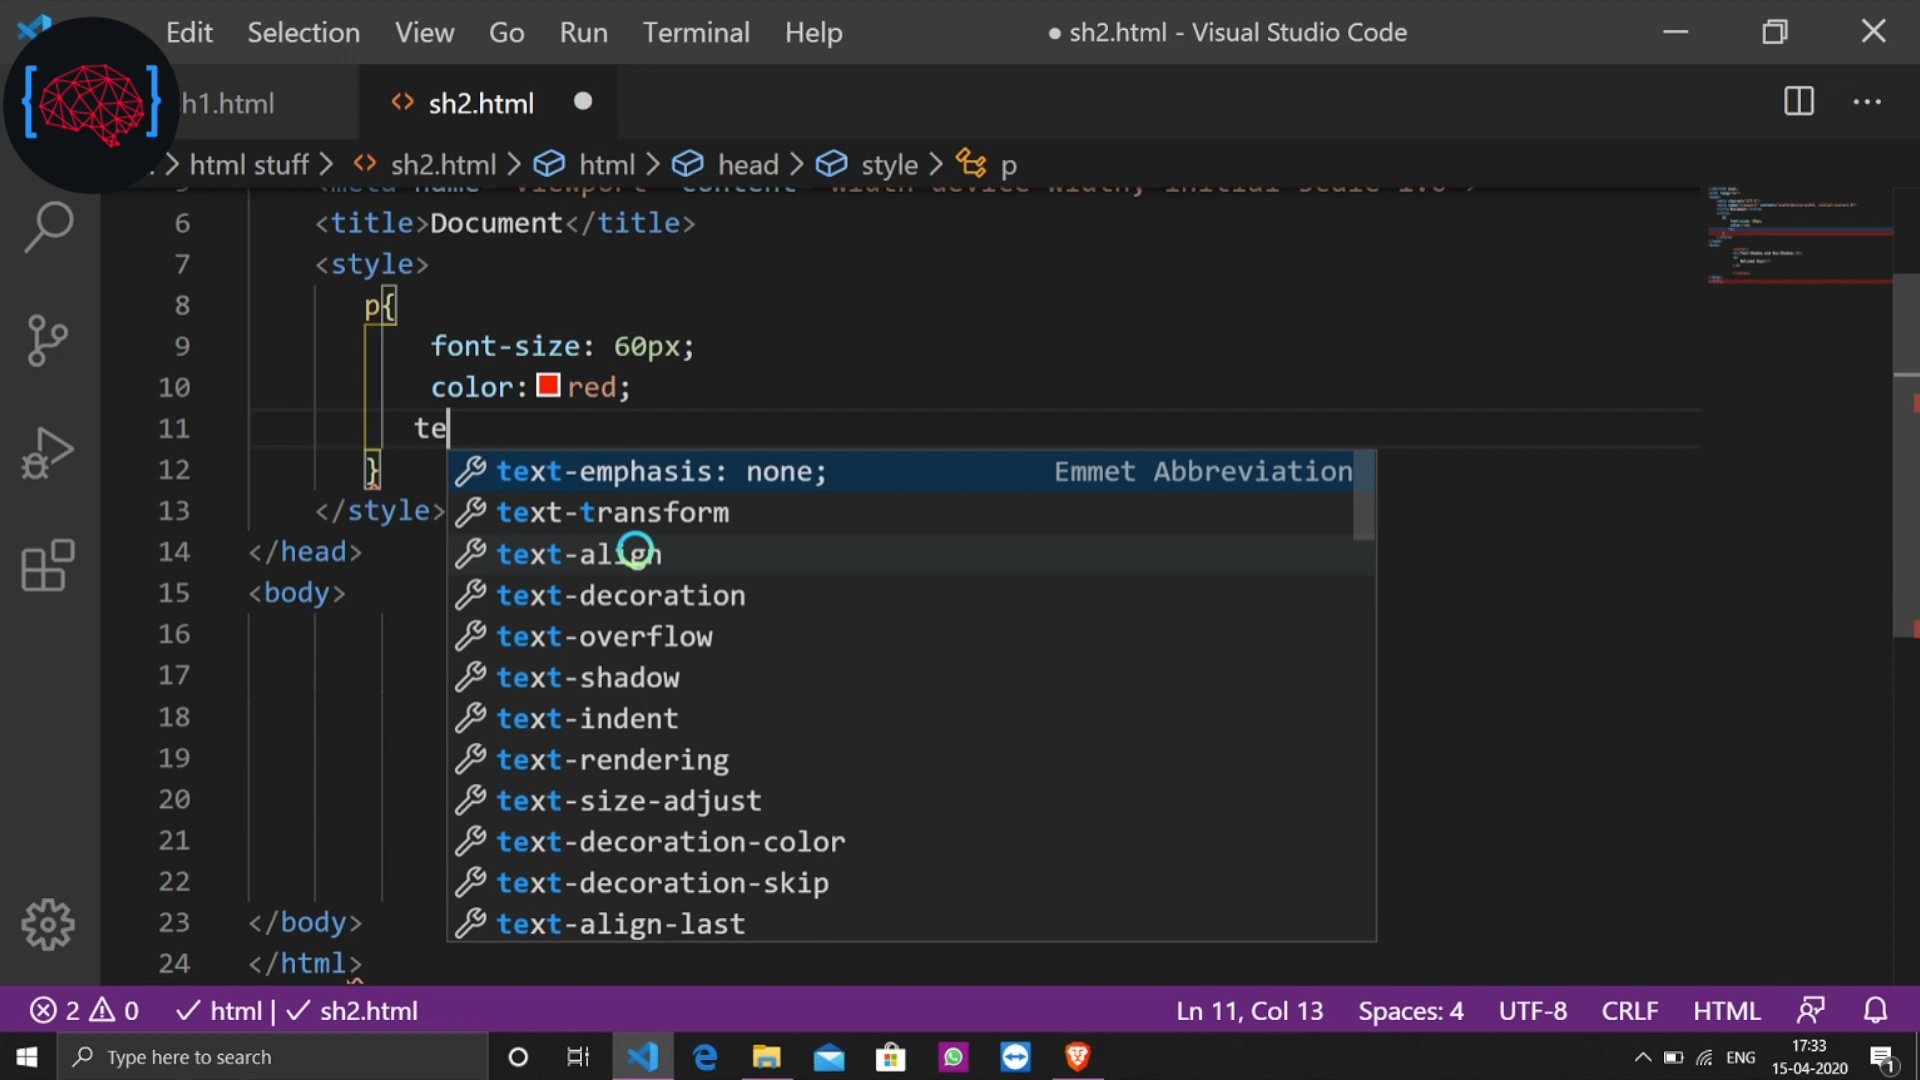 Edit Selection View Go Run Terminal Help ● sh2.html - Visual Studio Code
h1.html sh2.html
> html stuff > sh2.html > html > head > style > p
6 <title>Document</title>
7 <style>
8 p{
9 font-size: 60px;
10 color: red;
11 te
12 }
text-emphasis: none; Emmet Abbreviation
text-transform
13 </style>
14 </head>
text-align
15 <body>
text-decoration
16
text-overflow
17
text-shadow
18
text-indent
19
text-rendering
20
text-size-adjust
21
text-decoration-color
22
text-decoration-skip
23 </body>
text-align-last
24 </html>
2 0 html | sh2.html Ln 11, Col 13 Spaces: 4 UTF-8 CRLF HTML
Type here to search ENG 17:33
15-04-2020 1